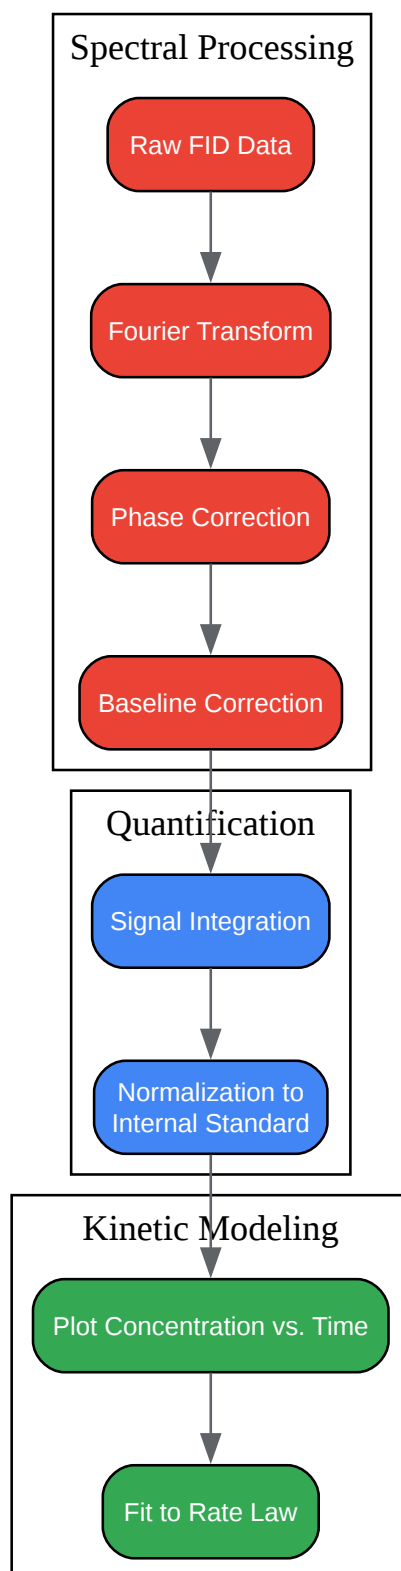 Spectral Processing
Raw FID Data
Fourier Transform
Phase Correction
Baseline Correction
Quantification
Signal Integration
Normalization to
Internal Standard
Kinetic Modeling
Plot Concentration vs. Time
Fit to Rate Law